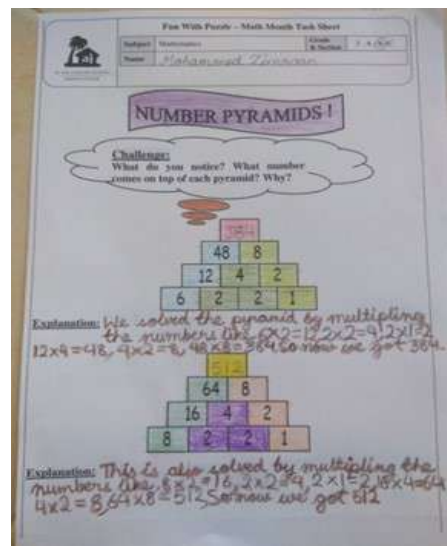 Fun With Puzzle – Math Month Task Sheet
Subject Mathematics Grade & Section
Name Mohammed
NUMBER PYRAMIDS !
Challenge:
What do you notice? What number
comes on top of each pyramid? Why?
384
48 8
12 4 2
6 2 2 1
Explanation: We solved the pyramid by multipling
the numbers like 6x2=12, 2x2=4, 2x1=2
12x4=48, 4x2=8, 48x8=384. So now we got 384.
512
64 8
16 4 2
8 2 2 1
Explanation: This is also solved by multipling the
numbers like 8x2=16, 2x2=4, 2x1=2, 16x4=64
4x2=8, 64x8=512, So now we got 512